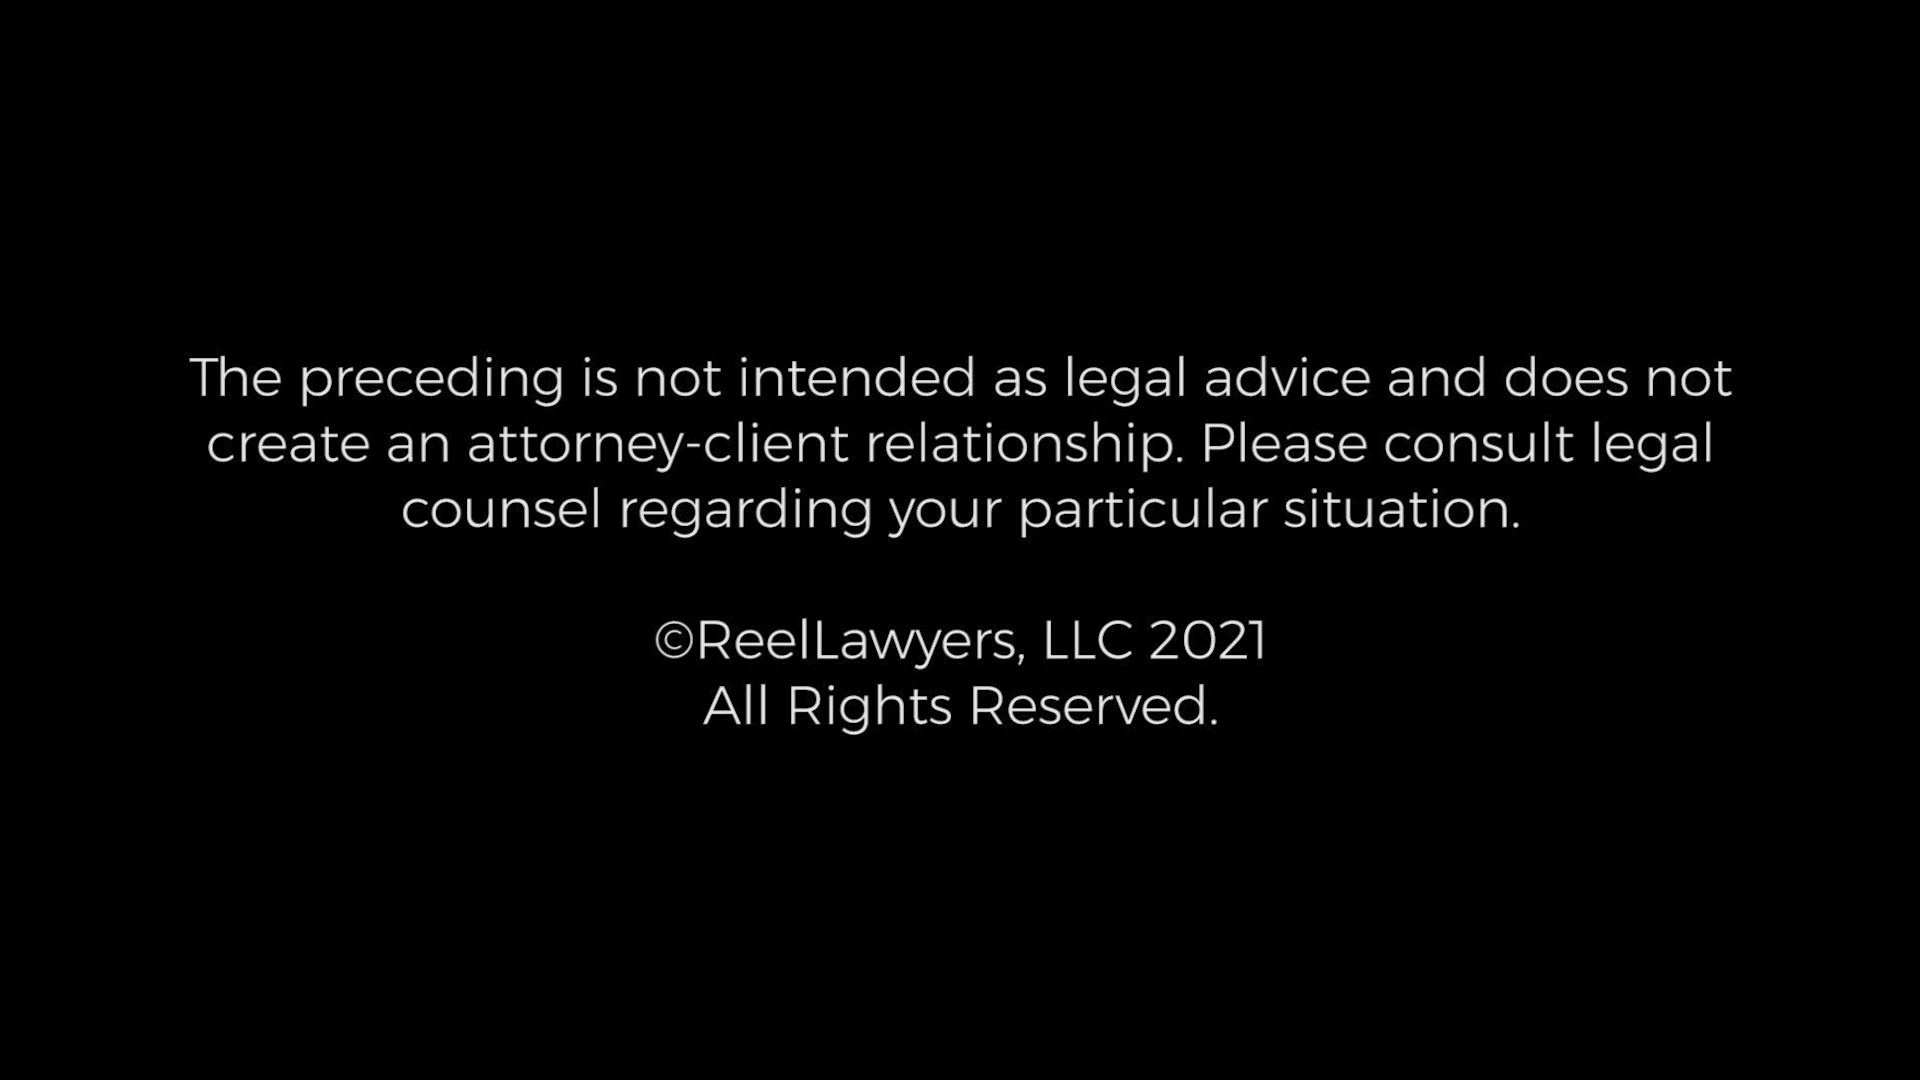 The preceding is not intended as legal advice and does not
create an attorney-client relationship. Please consult legal
counsel regarding your particular situation.
©ReelLawyers, LLC 2021
All Rights Reserved.